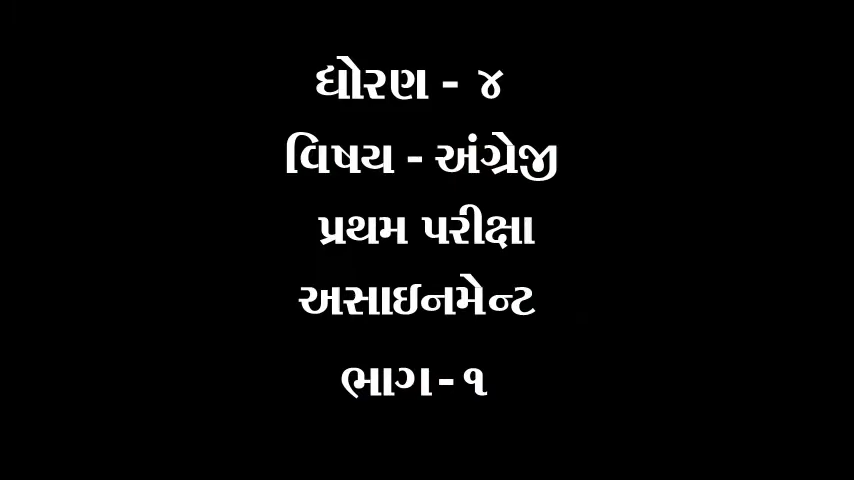 ધોરણ - ૪
વિષય - અંગ્રેજી
પ્રથમ પરીક્ષા
અસાઇનમેન્ટ
ભાગ - ૧